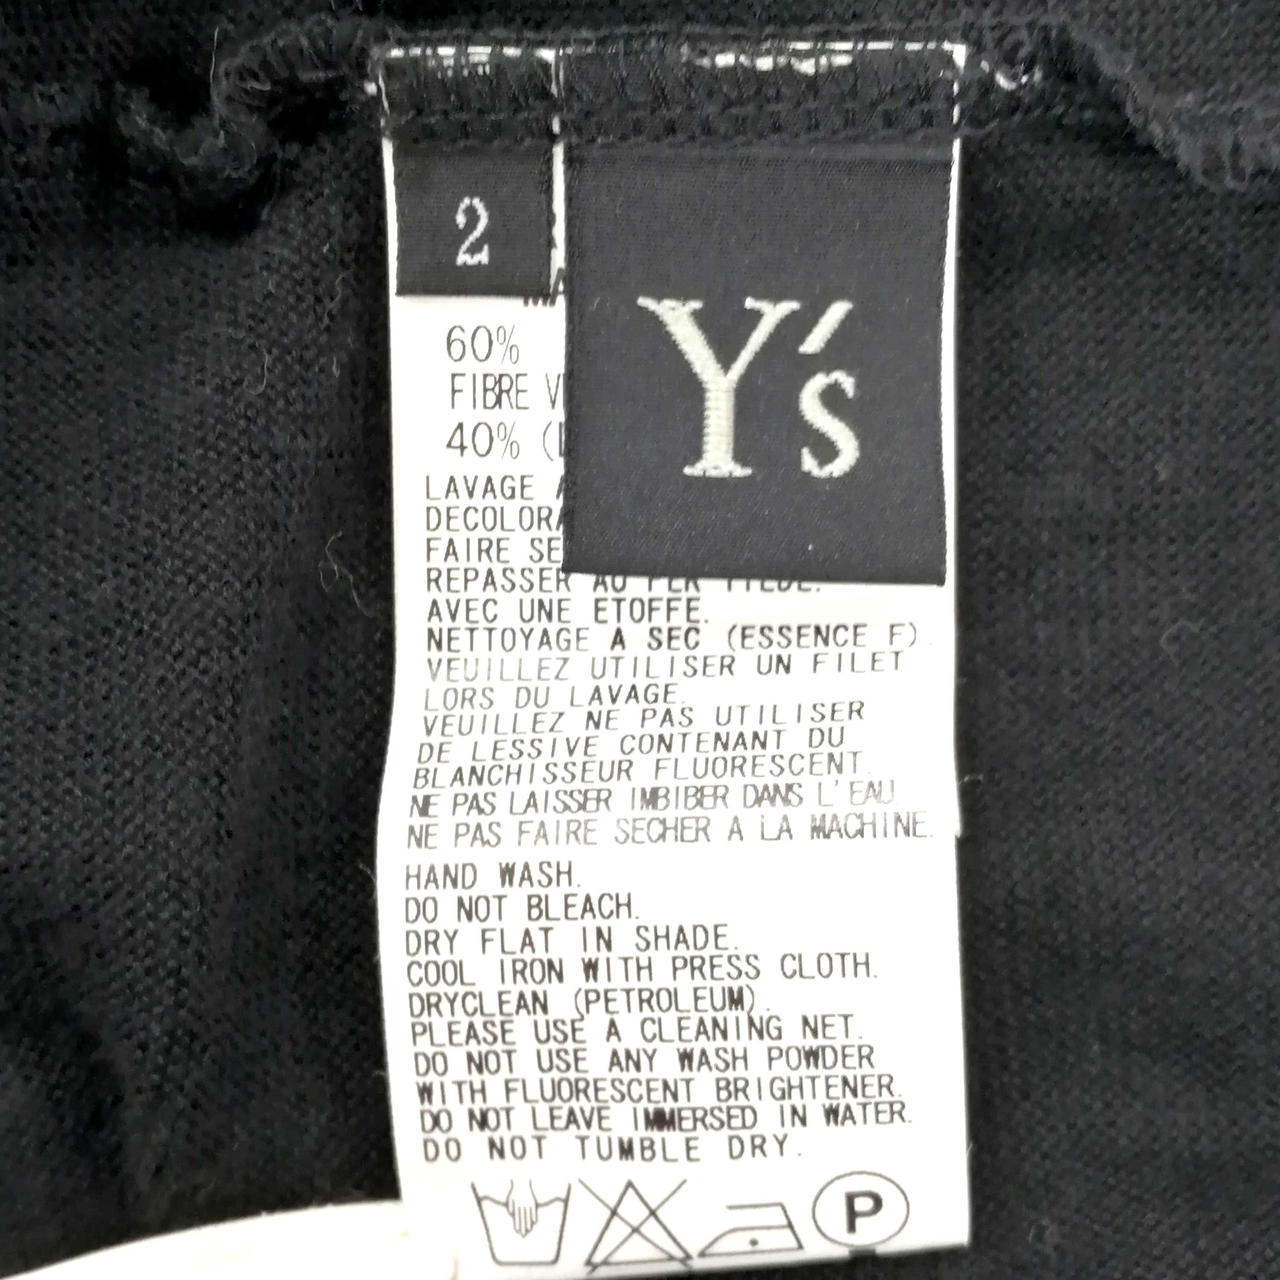 2
Y's
60%
FIBRE
40%
LAVAGE
FAIRE
REPASSER AU FER TIEDE.
AVEC UNE ETOFFE.
NETTOYAGE A SEC (ESSENCE F).
VEUILLEZ UTILISER UN FILET
LORS DU LAVAGE.
VEUILLEZ NE PAS UTILISER
DE LESSIVE CONTENANT DU
BLANCHISSEUR FLUORESCENT.
NE PAS LAISSER IMBIBER DANS L'EAU.
NE PAS FAIRE SECHER A LA MACHINE.
HAND WASH.
DO NOT BLEACH.
DRY FLAT IN SHADE.
COOL IRON WITH PRESS CLOTH.
DRYCLEAN (PETROLEUM).
PLEASE USE A CLEANING NET.
DO NOT USE ANY WASH POWDER
WITH FLUORESCENT BRIGHTENER.
DO NOT LEAVE IMMERSED IN WATER.
DO NOT TUMBLE DRY.
P